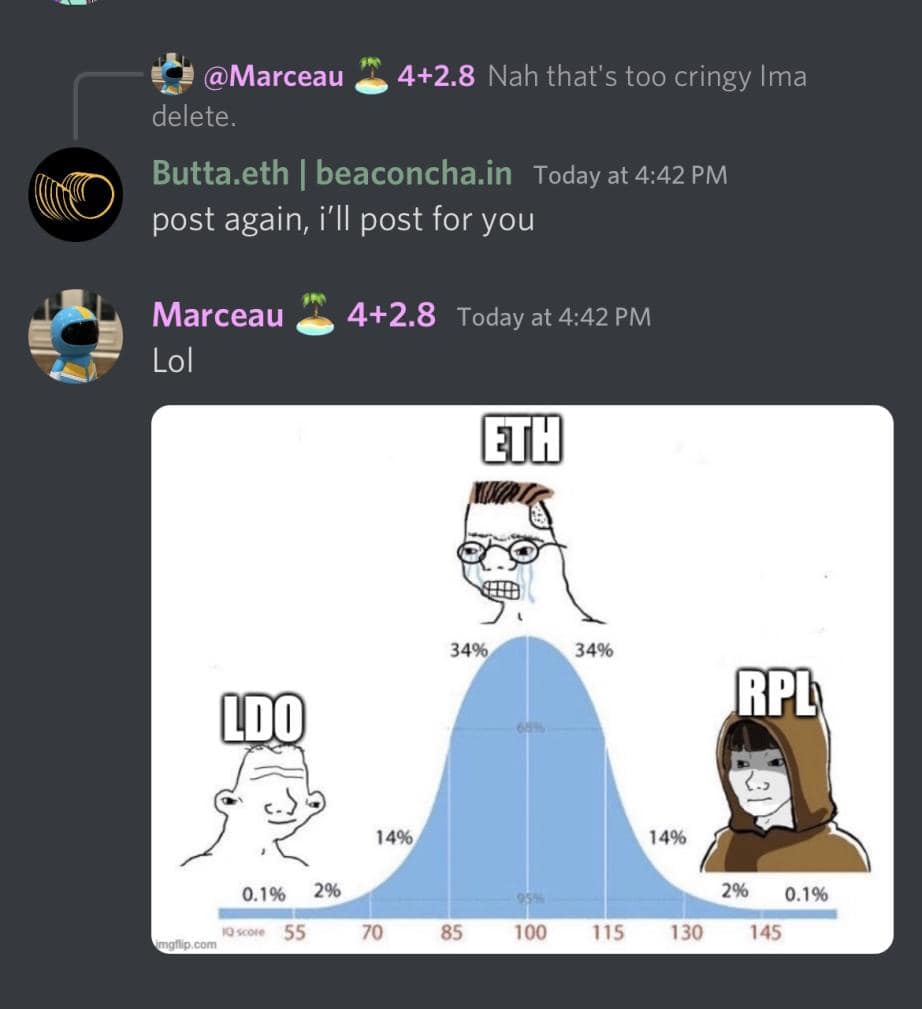 @Marceau 🏝️ 4+2.8 Nah that's too cringy Ima
delete.
Butta.eth | beaconcha.in Today at 4:42 PM
post again, i'll post for you
Marceau 🏝️ 4+2.8 Today at 4:42 PM
Lol
ETH
34% 34%
RPL
LDO
68%
14% 14%
0.1% 2% 95% 2% 0.1%
IQ score 55 70 85 100 115 130 145
imgflip.com